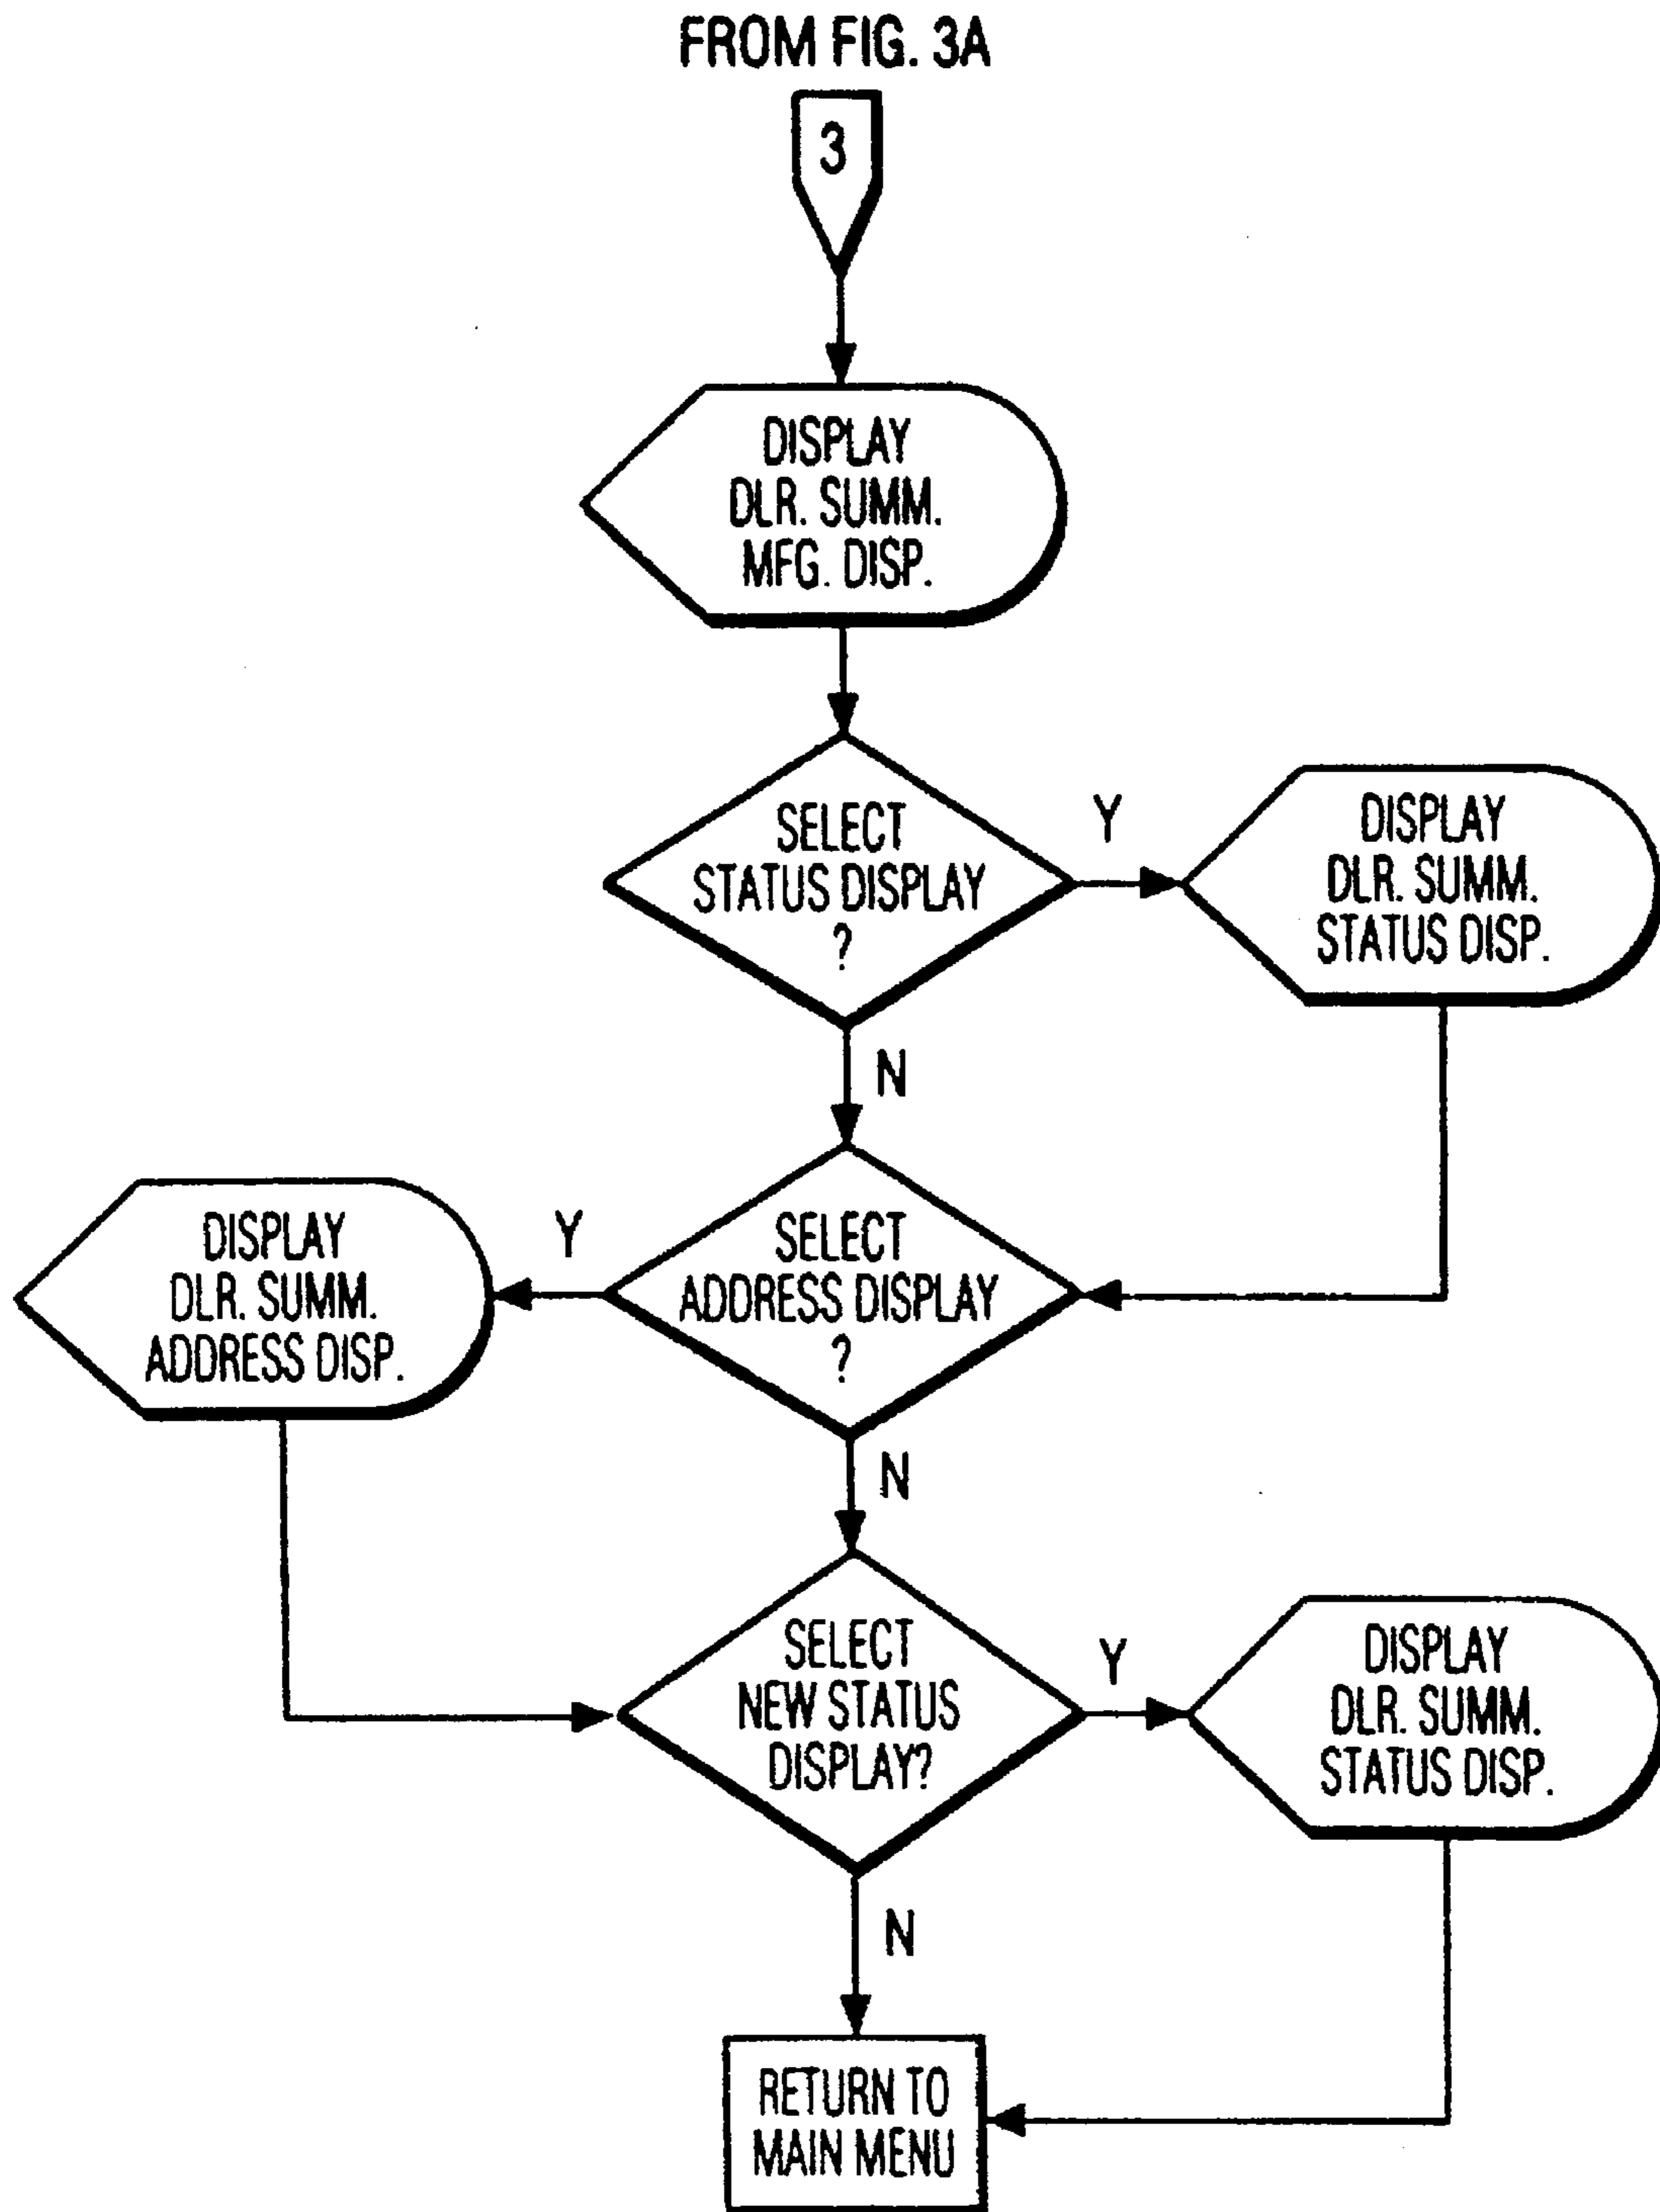 FROM FIG. 3A
3
DISPLAY
DLR. SUMM.
MFG. DISP.
SELECT
STATUS DISPLAY
?
Y
DISPLAY
DLR. SUMM.
STATUS DISP.
N
DISPLAY
DLR. SUMM.
ADDRESS DISP.
Y
SELECT
ADDRESS DISPLAY
?
N
SELECT
NEW STATUS
DISPLAY?
Y
DISPLAY
DLR. SUMM.
STATUS DISP.
N
RETURN TO
MAIN MENU